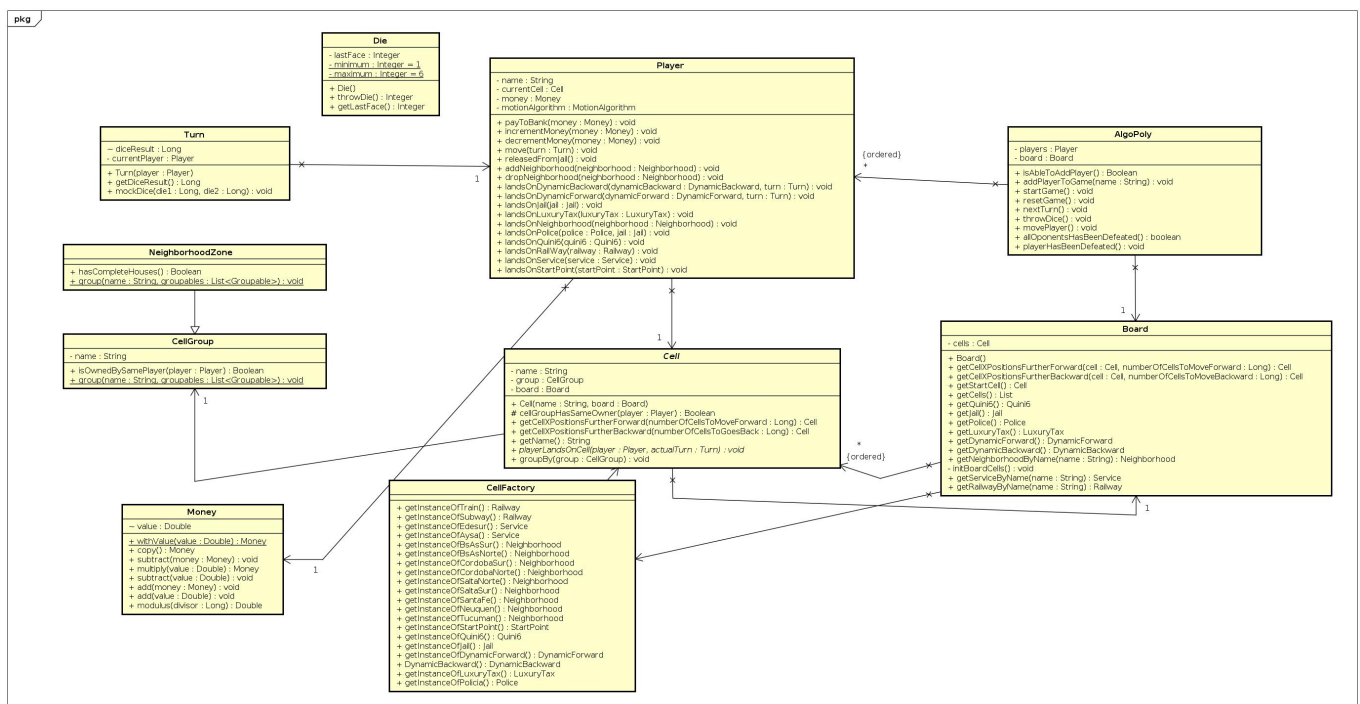 pkg
Die
- lastFace : Integer
- minimum : Integer = 1
- maximum : Integer = 6
+ Die()
+ throwDie() : Integer
+ getLastFace() : Integer
Player
- name : String
- currentCell : Cell
- money : Money
- motionAlgorithm : MotionAlgorithm
+ payToBank(money : Money) : void
+ incrementMoney(money : Money) : void
+ decrementMoney(money : Money) : void
+ move(turn : Turn) : void
+ releasedFromJail() : void
+ addNeighborhood(neighborhood : Neighborhood) : void
+ dropNeighborhood(neighborhood : Neighborhood) : void
+ landsOnDynamicBackward(dynamicBackward : DynamicBackward, turn : Turn) : void
+ landsOnDynamicForward(dynamicForward : DynamicForward, turn : Turn) : void
+ landsOnJail(jail : Jail) : void
+ landsOnLuxuryTax(luxuryTax : LuxuryTax) : void
+ landsOnNeighborhood(neighborhood : Neighborhood) : void
+ landsOnPolice(police : Police, jail : Jail) : void
+ landsOnQuini6(quini6 : Quini6) : void
+ landsOnRailWay(railway : Railway) : void
+ landsOnService(service : Service) : void
+ landsOnStartPoint(startPoint : StartPoint) : void
Turn
- diceResult : Long
- currentPlayer : Player
+ Turn(player : Player)
+ getDiceResult() : Long
+ mockDice(die1 : Long, die2 : Long) : void
1
{ordered}
*
AlgoPoly
- players : Player
- board : Board
+ isAbleToAddPlayer() : Boolean
+ addPlayerToGame(name : String) : void
+ startGame() : void
+ resetGame() : void
+ nextTurn() : void
+ throwDice() : void
+ movePlayer() : void
+ allOponentsHasBeenDefeated() : boolean
+ playerHasBeenDefeated() : void
NeighborhoodZone
+ hasCompleteHouses() : Boolean
+ group(name : String, groupables : List<Groupable>) : void
CellGroup
- name : String
+ isOwnedBySamePlayer(player : Player) : Boolean
+ group(name : String, groupables : List<Groupable>) : void
1
1
Cell
- name : String
- group : CellGroup
- board : Board
+ Cell(name : String, board : Board)
# cellGroupHasSameOwner(player : Player) : Boolean
+ getCellXPositionsFurtherForward(numberOfCellsToMoveForward : Long) : Cell
+ getCellXPositionsFurtherBackward(numberOfCellsToGoesBack : Long) : Cell
+ getName() : String
+ playerLandsOnCell(player : Player, actualTurn : Turn) : void
+ groupBy(group : CellGroup) : void
1
Board
- cells : Cell
+ Board()
+ getCellXPositionsFurtherForward(cell : Cell, numberOfCellsToMoveForward : Long) : Cell
+ getCellXPositionsFurtherBackward(cell : Cell, numberOfCellsToMoveBackward : Long) : Cell
+ getStartCell() : Cell
+ getCells() : List
+ getQuini6() : Quini6
+ getJail() : Jail
+ getPolice() : Police
+ getLuxuryTax() : LuxuryTax
+ getDynamicForward() : DynamicForward
+ getDynamicBackward() : DynamicBackward
+ getNeighborhoodByName(name : String) : Neighborhood
- initBoardCells() : void
+ getServiceByName(name : String) : Service
+ getRailwayByName(name : String) : Railway
*
{ordered}
1
Money
- value : Double
+ withValue(value : Double) : Money
+ copy() : Money
+ subtract(money : Money) : void
+ multiply(value : Double) : Money
+ subtract(value : Double) : void
+ add(money : Money) : void
+ add(value : Double) : void
+ modulus(divisor : Long) : Double
1
CellFactory
+ getInstanceOfTrain() : Railway
+ getInstanceOfSubway() : Railway
+ getInstanceOfEdesur() : Service
+ getInstanceOfAysa() : Service
+ getInstanceOfBsAsSur() : Neighborhood
+ getInstanceOfBsAsNorte() : Neighborhood
+ getInstanceOfCordobaSur() : Neighborhood
+ getInstanceOfCordobaNorte() : Neighborhood
+ getInstanceOfSaltaNorte() : Neighborhood
+ getInstanceOfSaltaSur() : Neighborhood
+ getInstanceOfSantaFe() : Neighborhood
+ getInstanceOfNeuquen() : Neighborhood
+ getInstanceOfTucuman() : Neighborhood
+ getInstanceOfStartPoint() : StartPoint
+ getInstanceOfQuini6() : Quini6
+ getInstanceOfJail() : Jail
+ getInstanceOfDynamicForward() : DynamicForward
+ DynamicBackward() : DynamicBackward
+ getInstanceOfLuxuryTax() : LuxuryTax
+ getInstanceOfPolicia() : Police